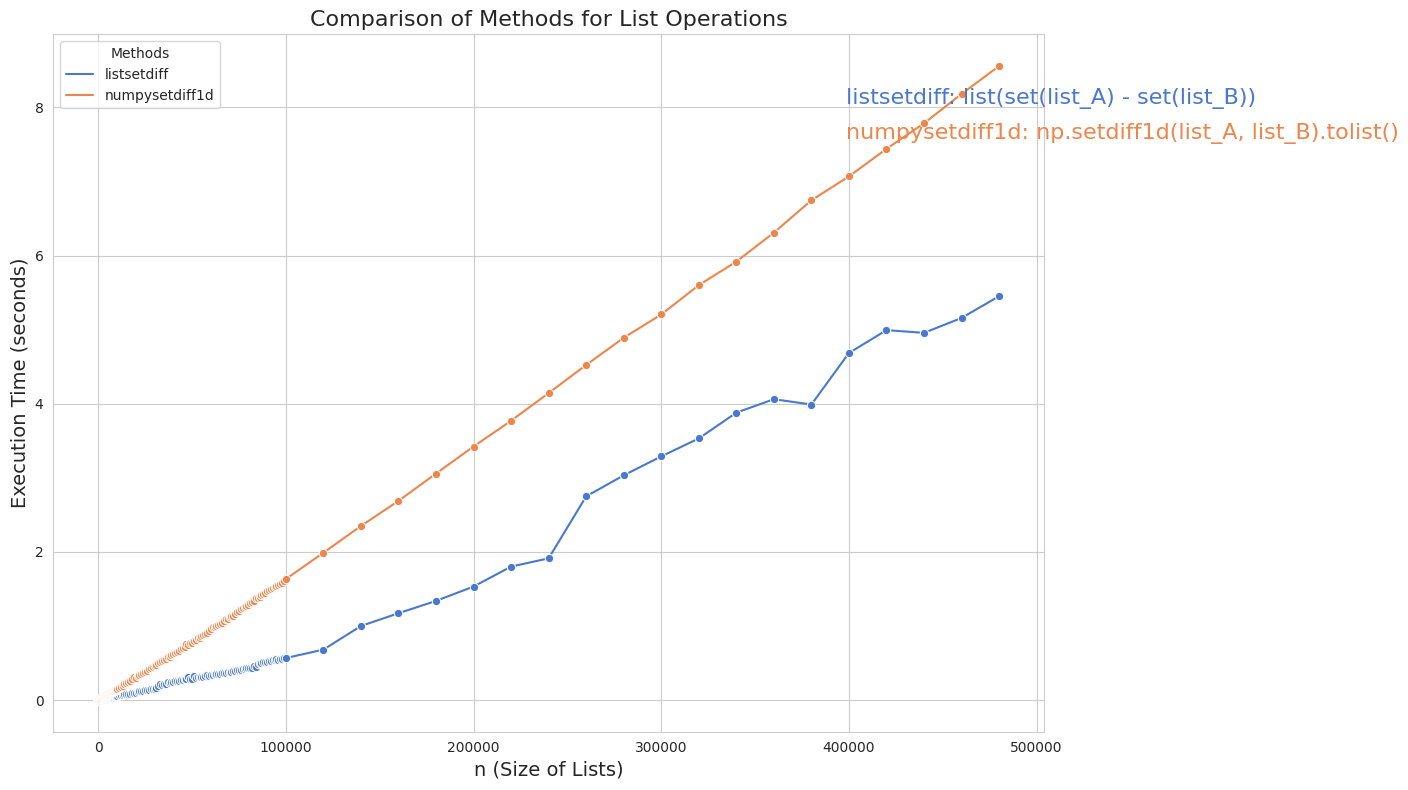 Comparison of Methods for List Operations
Methods
listsetdiff
numpysetdiff1d
listsetdiff: list(set(list_A) - set(list_B))
numpysetdiff1d: np.setdiff1d(list_A, list_B).tolist()
Execution Time (seconds)
8
6
4
2
0
0
100000
200000
300000
400000
500000
n (Size of Lists)